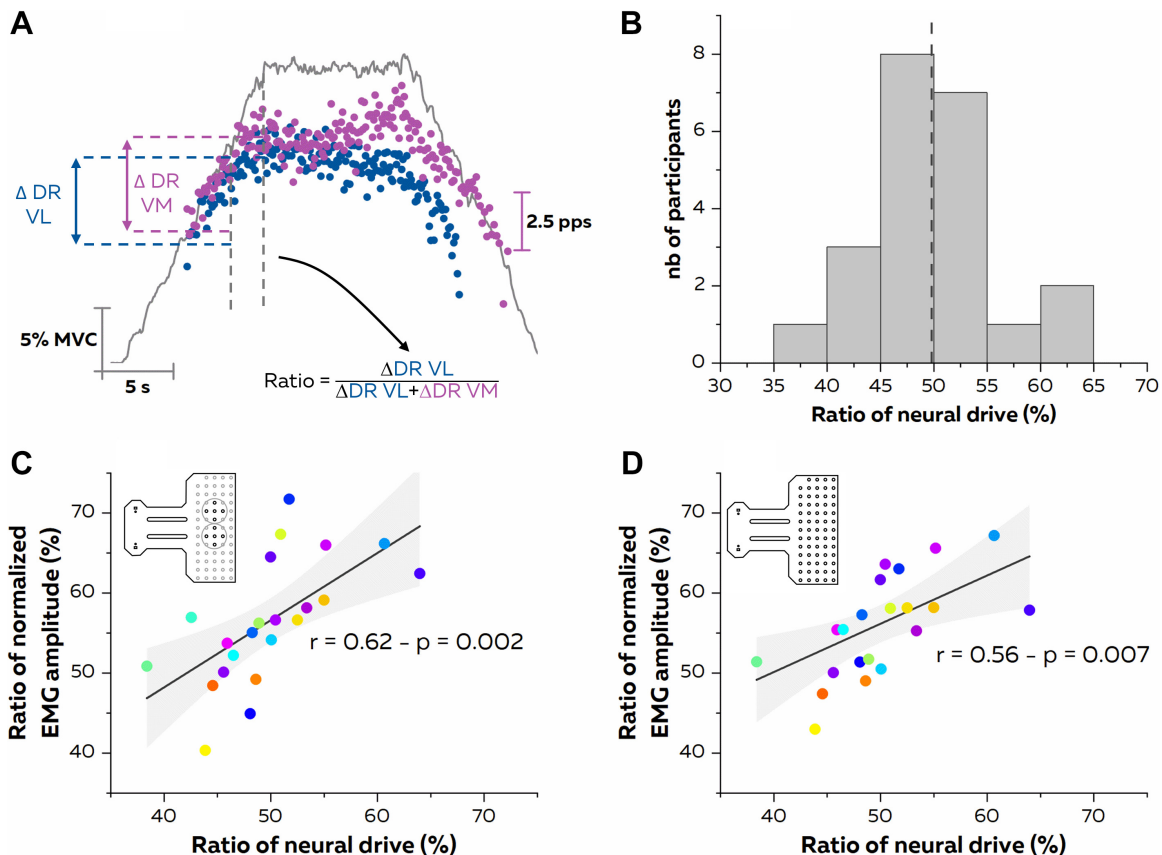 A
Δ DR
VL
Δ DR
VM
2.5 pps
5% MVC
5 s
Ratio = ΔDR VL
ΔDR VL+ΔDR VM
B
nb of participants
8
6
4
2
0
30 35 40 45 50 55 60 65 70
Ratio of neural drive (%)
C
Ratio of normalized
EMG amplitude (%)
70
60
50
40
r = 0.62 – p = 0.002
40 50 60 70
Ratio of neural drive (%)
D
Ratio of normalized
EMG amplitude (%)
70
60
50
40
r = 0.56 – p = 0.007
40 50 60 70
Ratio of neural drive (%)